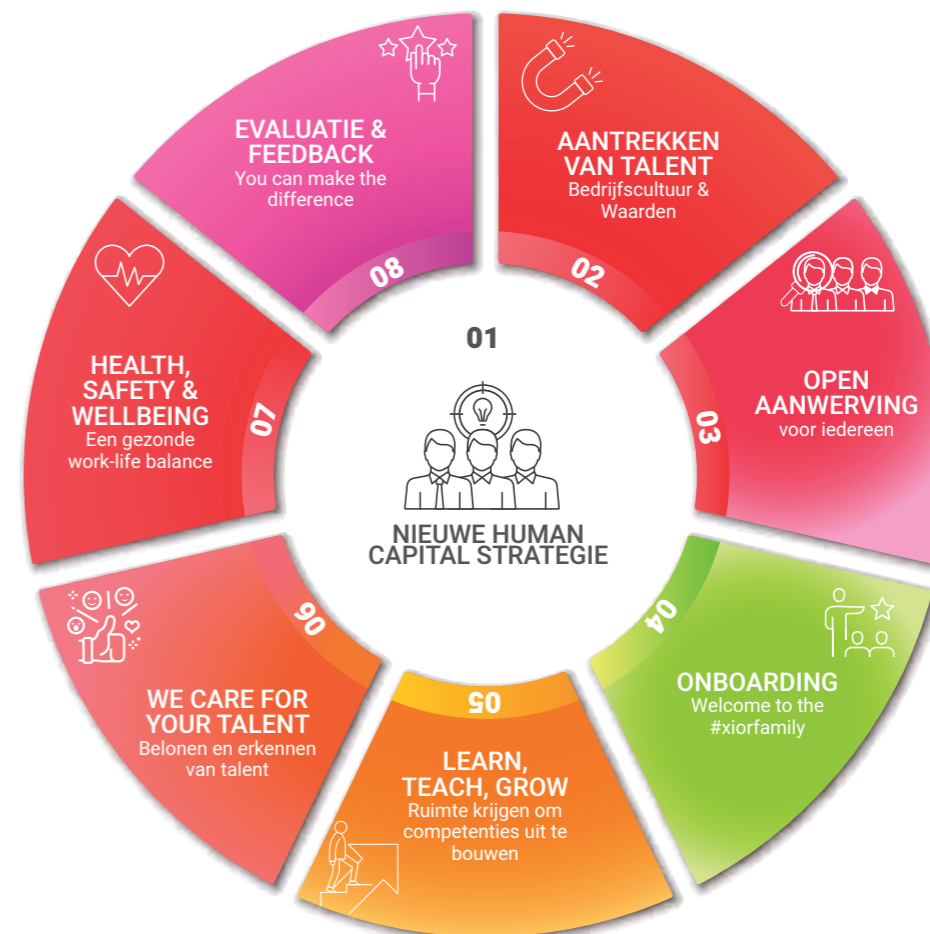 01
NIEUWE HUMAN
CAPITAL STRATEGIE
02
AANTREKKEN
VAN TALENT
Bedrijfscultuur &
Waarden
03
OPEN
AANWERVING
voor iedereen
04
ONBOARDING
Welcome to the
#xiorfamily
05
LEARN,
TEACH, GROW
Ruimte krijgen om
competenties uit te
bouwen
06
WE CARE FOR
YOUR TALENT
Belonen en erkennen
van talent
07
HEALTH,
SAFETY &
WELLBEING
Een gezonde
work-life balance
08
EVALUATIE &
FEEDBACK
You can make the
difference